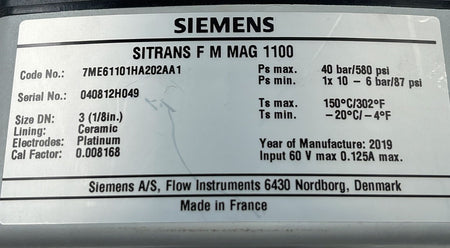 SIEMENS
SITRANS F M MAG 1100
Code No.: 7ME61101HA202AA1 Ps max. 40 bar/580 psi
Ps min. 1x 10 - 6 bar/87 psi
Serial No.: 040812H049
Ts max. 150°C/302°F
Size DN: 3 (1/8in.) Ts min. -20°C/-4°F
Lining: Ceramic
Electrodes: Platinum Year of Manufacture: 2019
Cal Factor: 0.008168 Input 60 V max 0.125A max.
Siemens A/S, Flow Instruments 6430 Nordborg, Denmark
Made in France